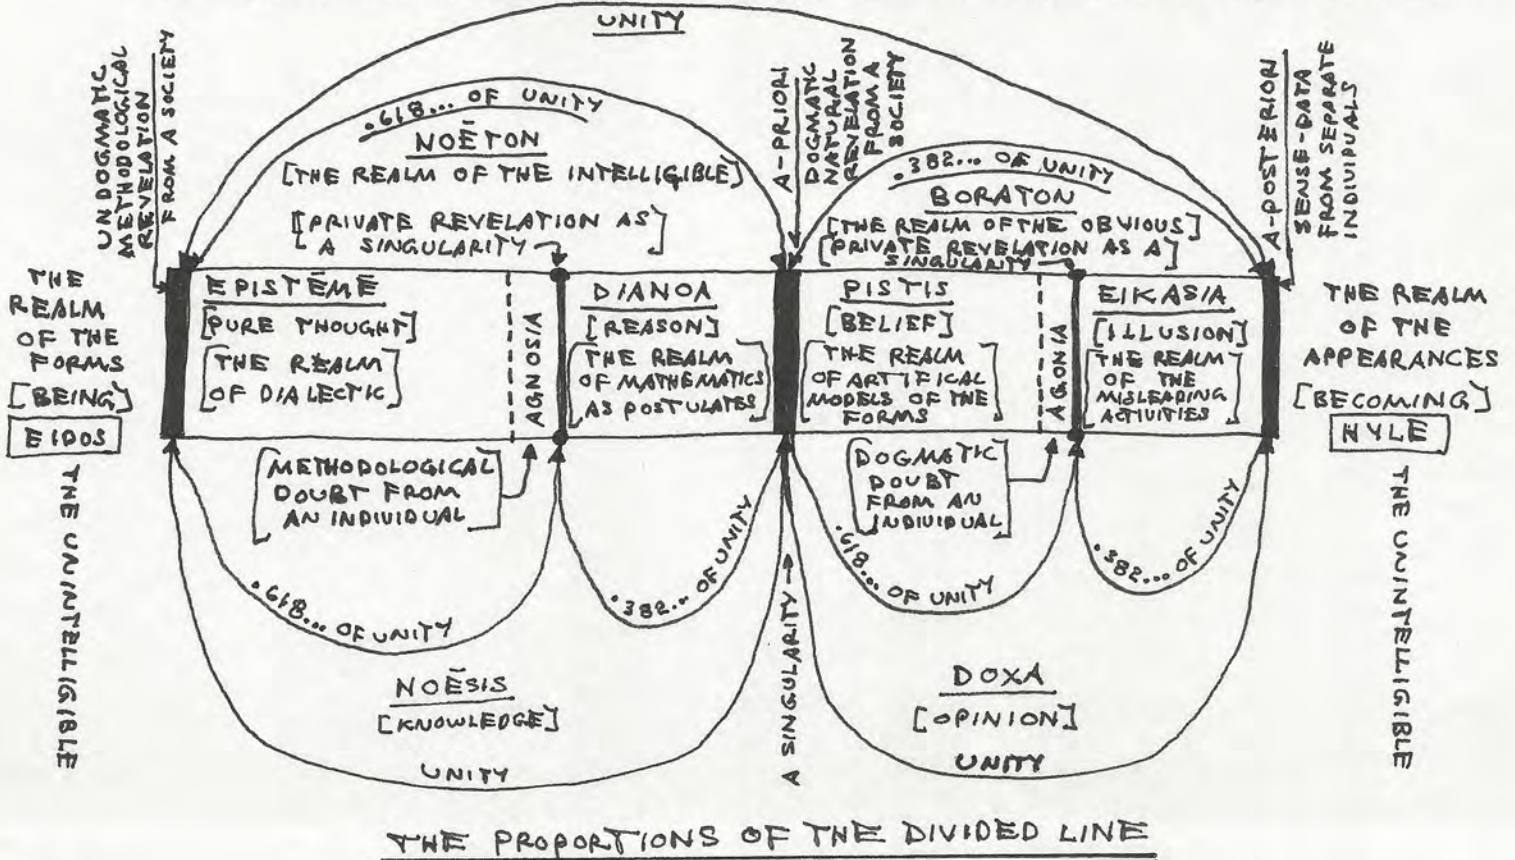 UNITY
UNDOGMATIC
METHODOLOGICAL
REVELATION
FROM A SOCIETY
.618... OF UNITY
NOĒTON
[THE REALM OF THE INTELLIGIBLE]
[PRIVATE REVELATION AS
A SINGULARITY]
A-PRIORI
DOGMATIC
NATURAL
REVELATION
FROM A
SOCIETY
.382... OF UNITY
BORATON
[THE REALM OF THE OBVIOUS]
[PRIVATE REVELATION AS A
SINGULARITY]
A-POSTERIORI
SENSE-DATA
FROM SEPARATE
INDIVIDUALS
THE
REALM
OF THE
FORMS
[BEING]
EIDOS
THE UNINTELLIGIBLE
EPISTĒMĒ
[PURE THOUGHT]
[THE REALM
OF DIALECTIC]
AGNOSIA
DIANOA
[REASON]
[THE REALM
OF MATHEMATICS
AS POSTULATES]
PISTIS
[BELIEF]
[THE REALM
OF ARTIFICAL
MODELS OF THE
FORMS]
AGONIA
EIKASIA
[ILLUSION]
[THE REALM
OF THE
MISLEADING
ACTIVITIES]
THE REALM
OF THE
APPEARANCES
[BECOMING]
HYLE
THE UNINTELLIGIBLE
[METHODOLOGICAL
DOUBT FROM
AN INDIVIDUAL]
[DOGMATIC
DOUBT
FROM AN
INDIVIDUAL]
.618... OF UNITY
.382... OF UNITY
A SINGULARITY
.618... OF UNITY
.382... OF UNITY
NOĒSIS
[KNOWLEDGE]
UNITY
DOXA
[OPINION]
UNITY
THE PROPORTIONS OF THE DIVIDED LINE